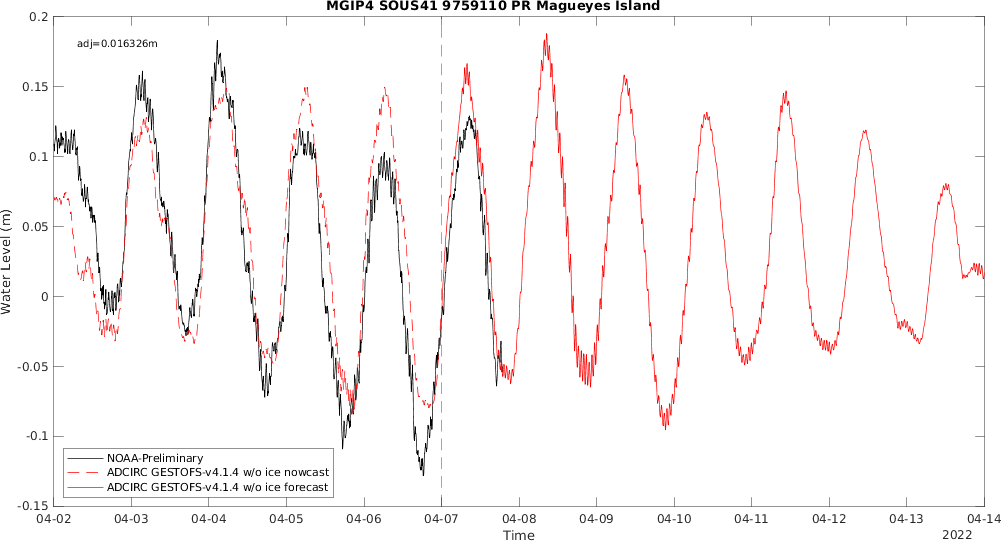 MGIP4 SOUS41 9759110 PR Magueyes Island
adj=0.016326m
0.2
0.15
0.1
0.05
0
-0.05
-0.1
-0.15
Water Level (m)
NOAA-Preliminary
ADCIRC GESTOFS-v4.1.4 w/o ice nowcast
ADCIRC GESTOFS-v4.1.4 w/o ice forecast
04-02 04-03 04-04 04-05 04-06 04-07 04-08 04-09 04-10 04-11 04-12 04-13 04-14
Time
2022